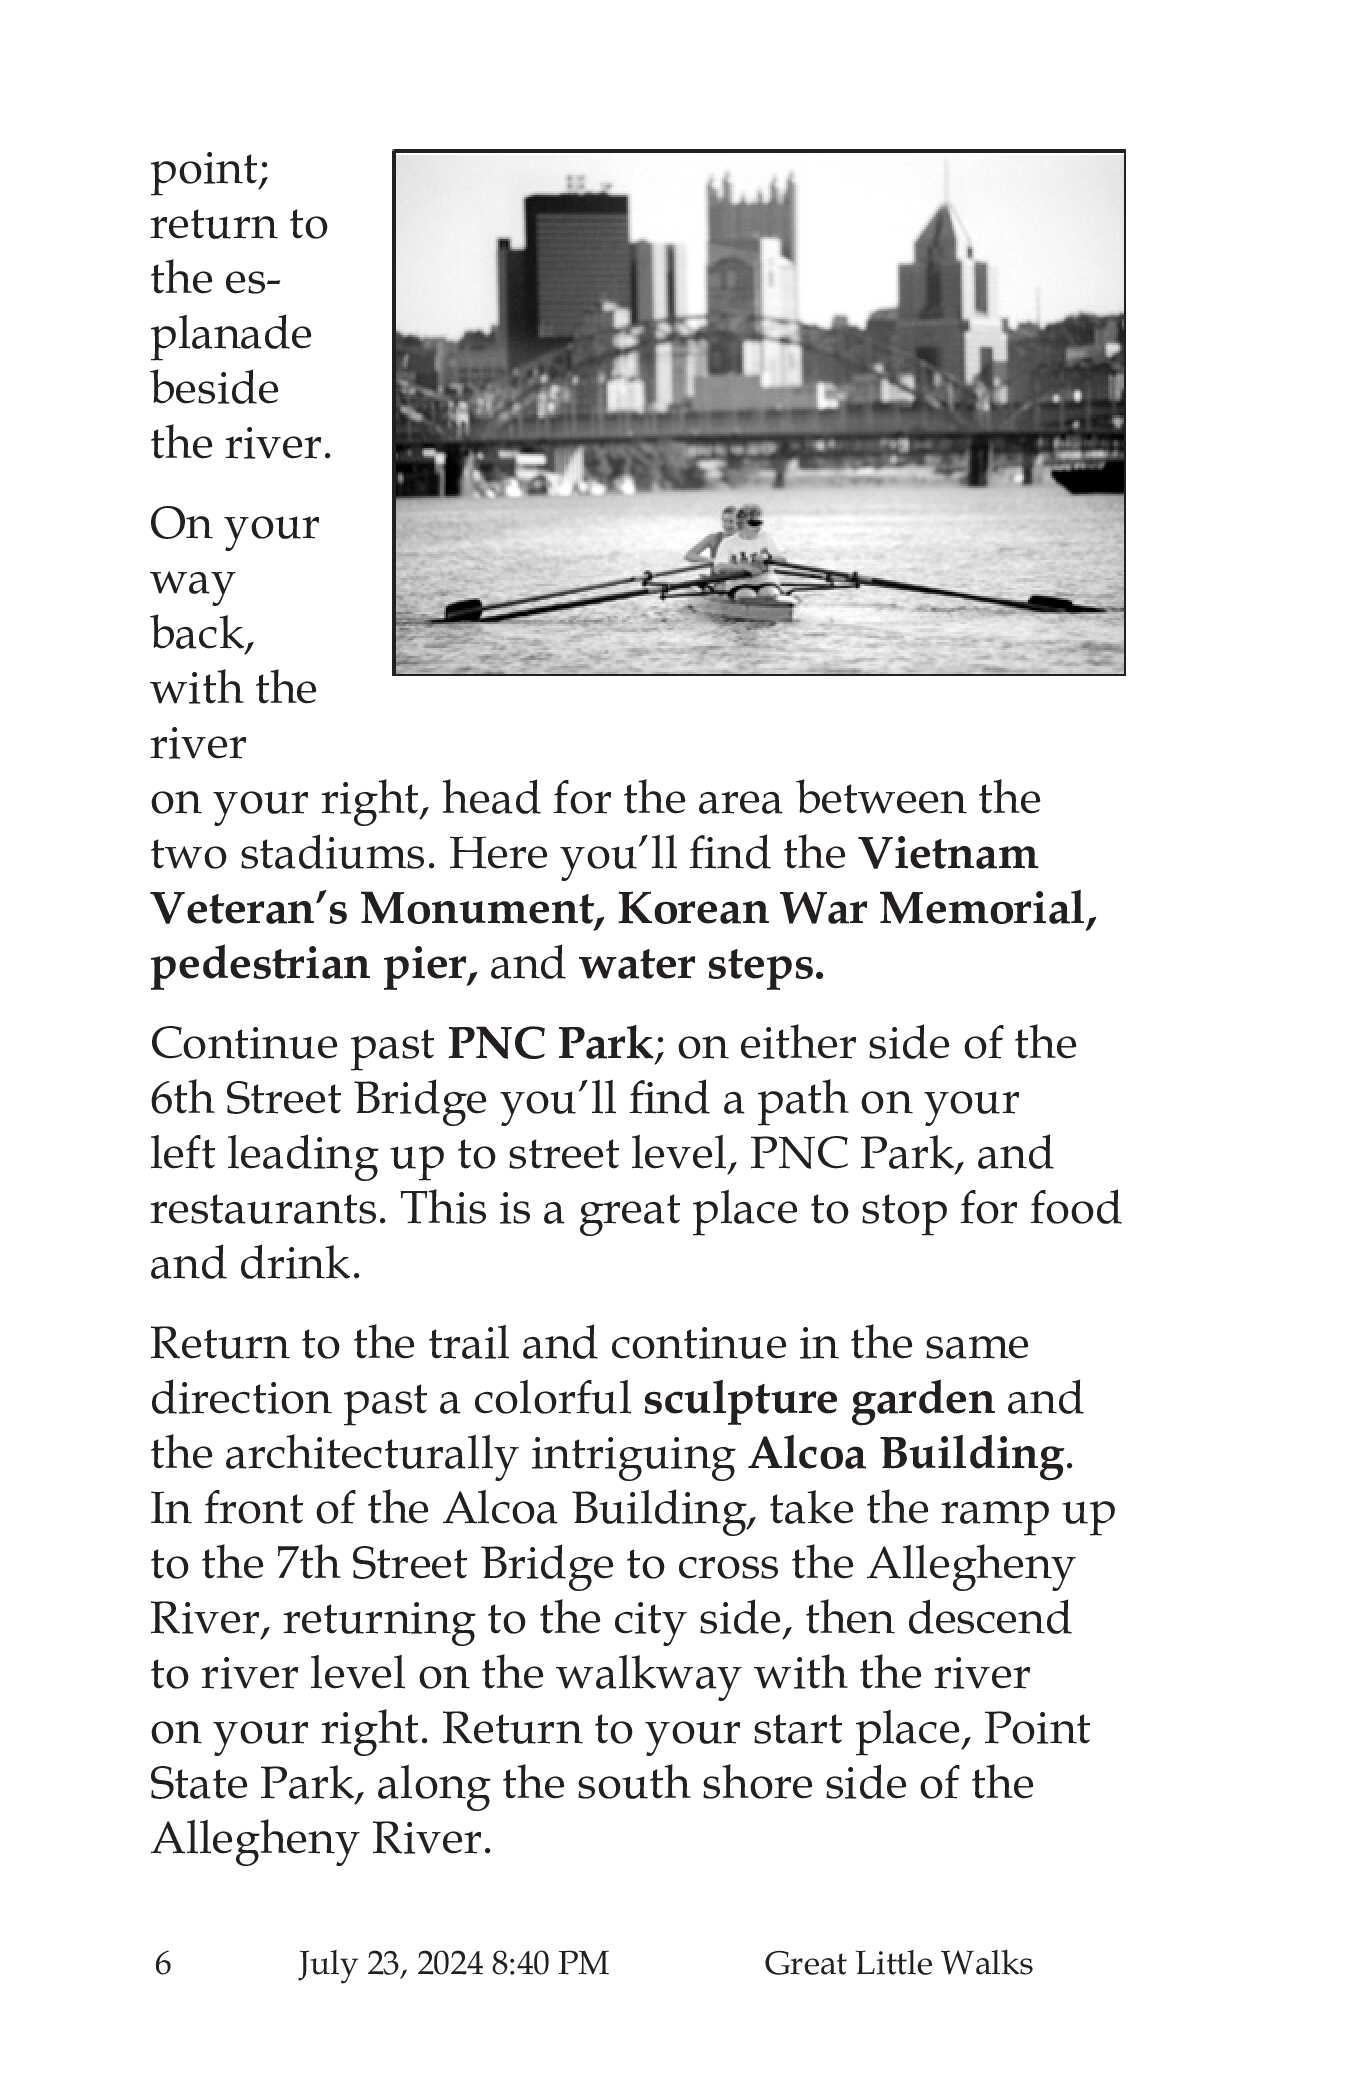 point;
return to
the es-
planade
beside
the river.
On your
way
back,
with the
river
on your right, head for the area between the
two stadiums. Here you’ll find the Vietnam
Veteran’s Monument, Korean War Memorial,
pedestrian pier, and water steps.
Continue past PNC Park; on either side of the
6th Street Bridge you’ll find a path on your
left leading up to street level, PNC Park, and
restaurants. This is a great place to stop for food
and drink.
Return to the trail and continue in the same
direction past a colorful sculpture garden and
the architecturally intriguing Alcoa Building.
In front of the Alcoa Building, take the ramp up
to the 7th Street Bridge to cross the Allegheny
River, returning to the city side, then descend
to river level on the walkway with the river
on your right. Return to your start place, Point
State Park, along the south shore side of the
Allegheny River.
6 July 23, 2024 8:40 PM Great Little Walks